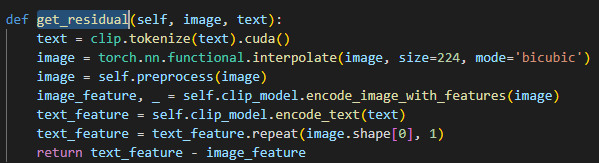 def get_residual(self, image, text):
    text = clip.tokenize(text).cuda()
    image = torch.nn.functional.interpolate(image, size=224, mode='bicubic')
    image = self.preprocess(image)
    image_feature, _ = self.clip_model.encode_image_with_features(image)
    text_feature = self.clip_model.encode_text(text)
    text_feature = text_feature.repeat(image.shape[0], 1)
    return text_feature - image_feature